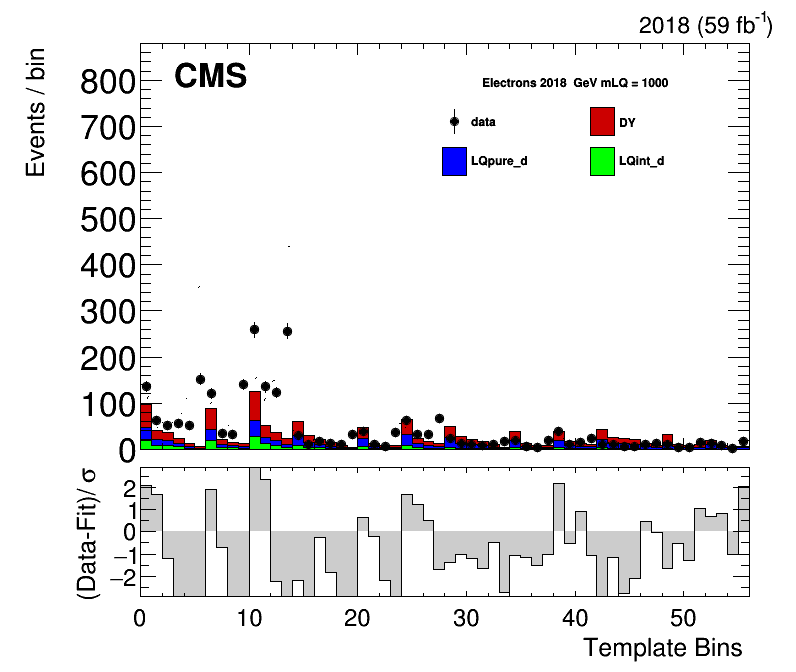 2018 (59 fb-1)
CMS
Electrons 2018 GeV mLQ = 1000
data
DY
LQpure_d
LQint_d
Events / bin
800
700
600
500
400
300
200
100
0
(Data-Fit)/ σ
2
1
0
−1
−2
0
10
20
30
40
50
Template Bins